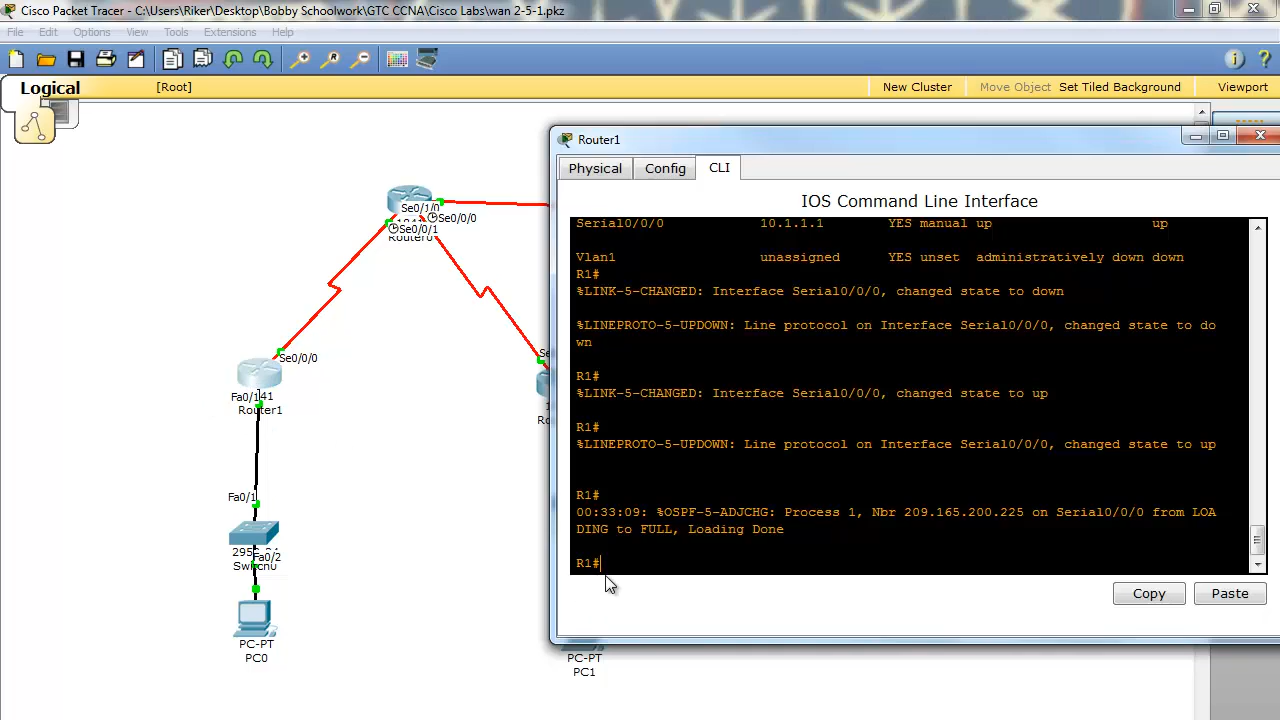 Cisco Packet Tracer - C:\Users\Riker\Desktop\Bobby Schoolwork\GTC CCNA\Cisco Labs\wan 2-5-1.pkz
File Edit Options View Tools Extensions Help
Logical [Root] New Cluster Move Object Set Tiled Background Viewport
Router1
Physical Config CLI
IOS Command Line Interface
Serial0/0/0 10.1.1.1 YES manual up up
Vlan1 unassigned YES unset administratively down down
R1#
%LINK-5-CHANGED: Interface Serial0/0/0, changed state to down
%LINEPROTO-5-UPDOWN: Line protocol on Interface Serial0/0/0, changed state to do
wn
R1#
%LINK-5-CHANGED: Interface Serial0/0/0, changed state to up
R1#
%LINEPROTO-5-UPDOWN: Line protocol on Interface Serial0/0/0, changed state to up
R1#
00:33:09: %OSPF-5-ADJCHG: Process 1, Nbr 209.165.200.225 on Serial0/0/0 from LOA
DING to FULL, Loading Done
R1#
Copy Paste
Se0/1/0
Se0/0/0
Se0/0/1
Router0
Se0/0/0
Fa0/1
41
Router1
Fa0/1
Fa0/2
PC-PT
PC0
PC-PT
PC1